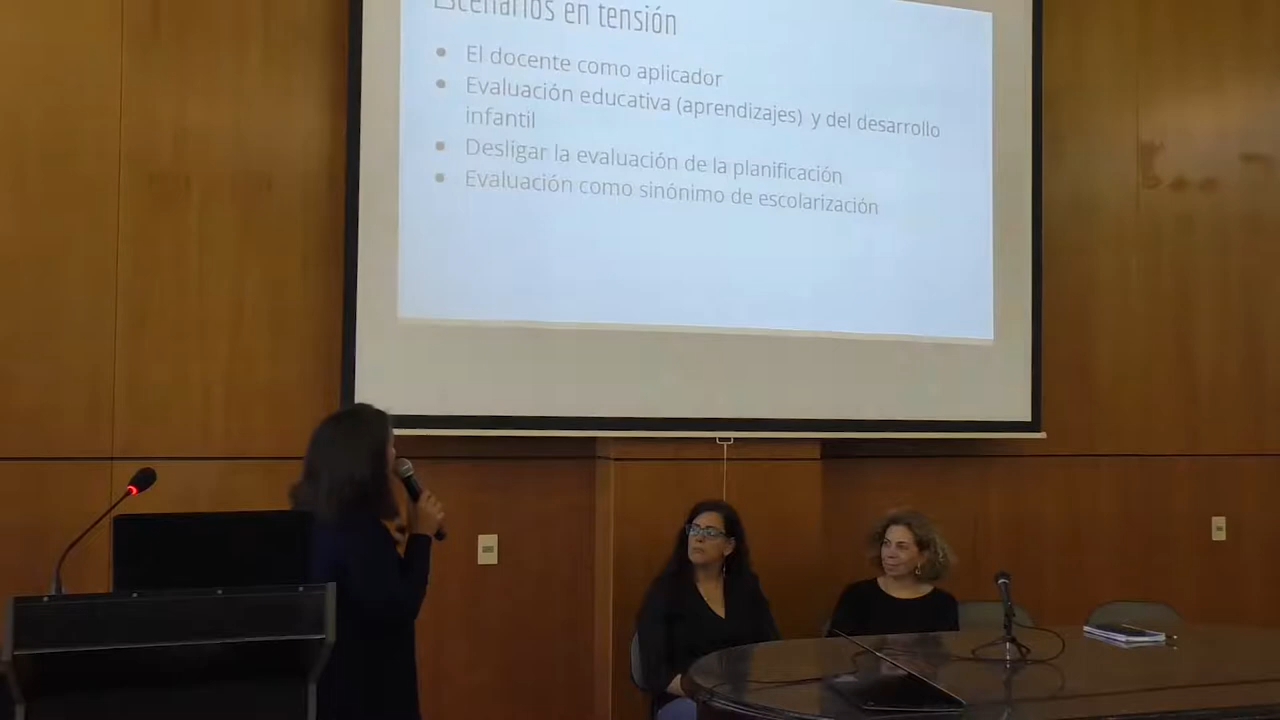 Escenarios en tensión
El docente como aplicador
Evaluación educativa (aprendizajes) y del desarrollo
infantil
Desligar la evaluación de la planificación
Evaluación como sinónimo de escolarización